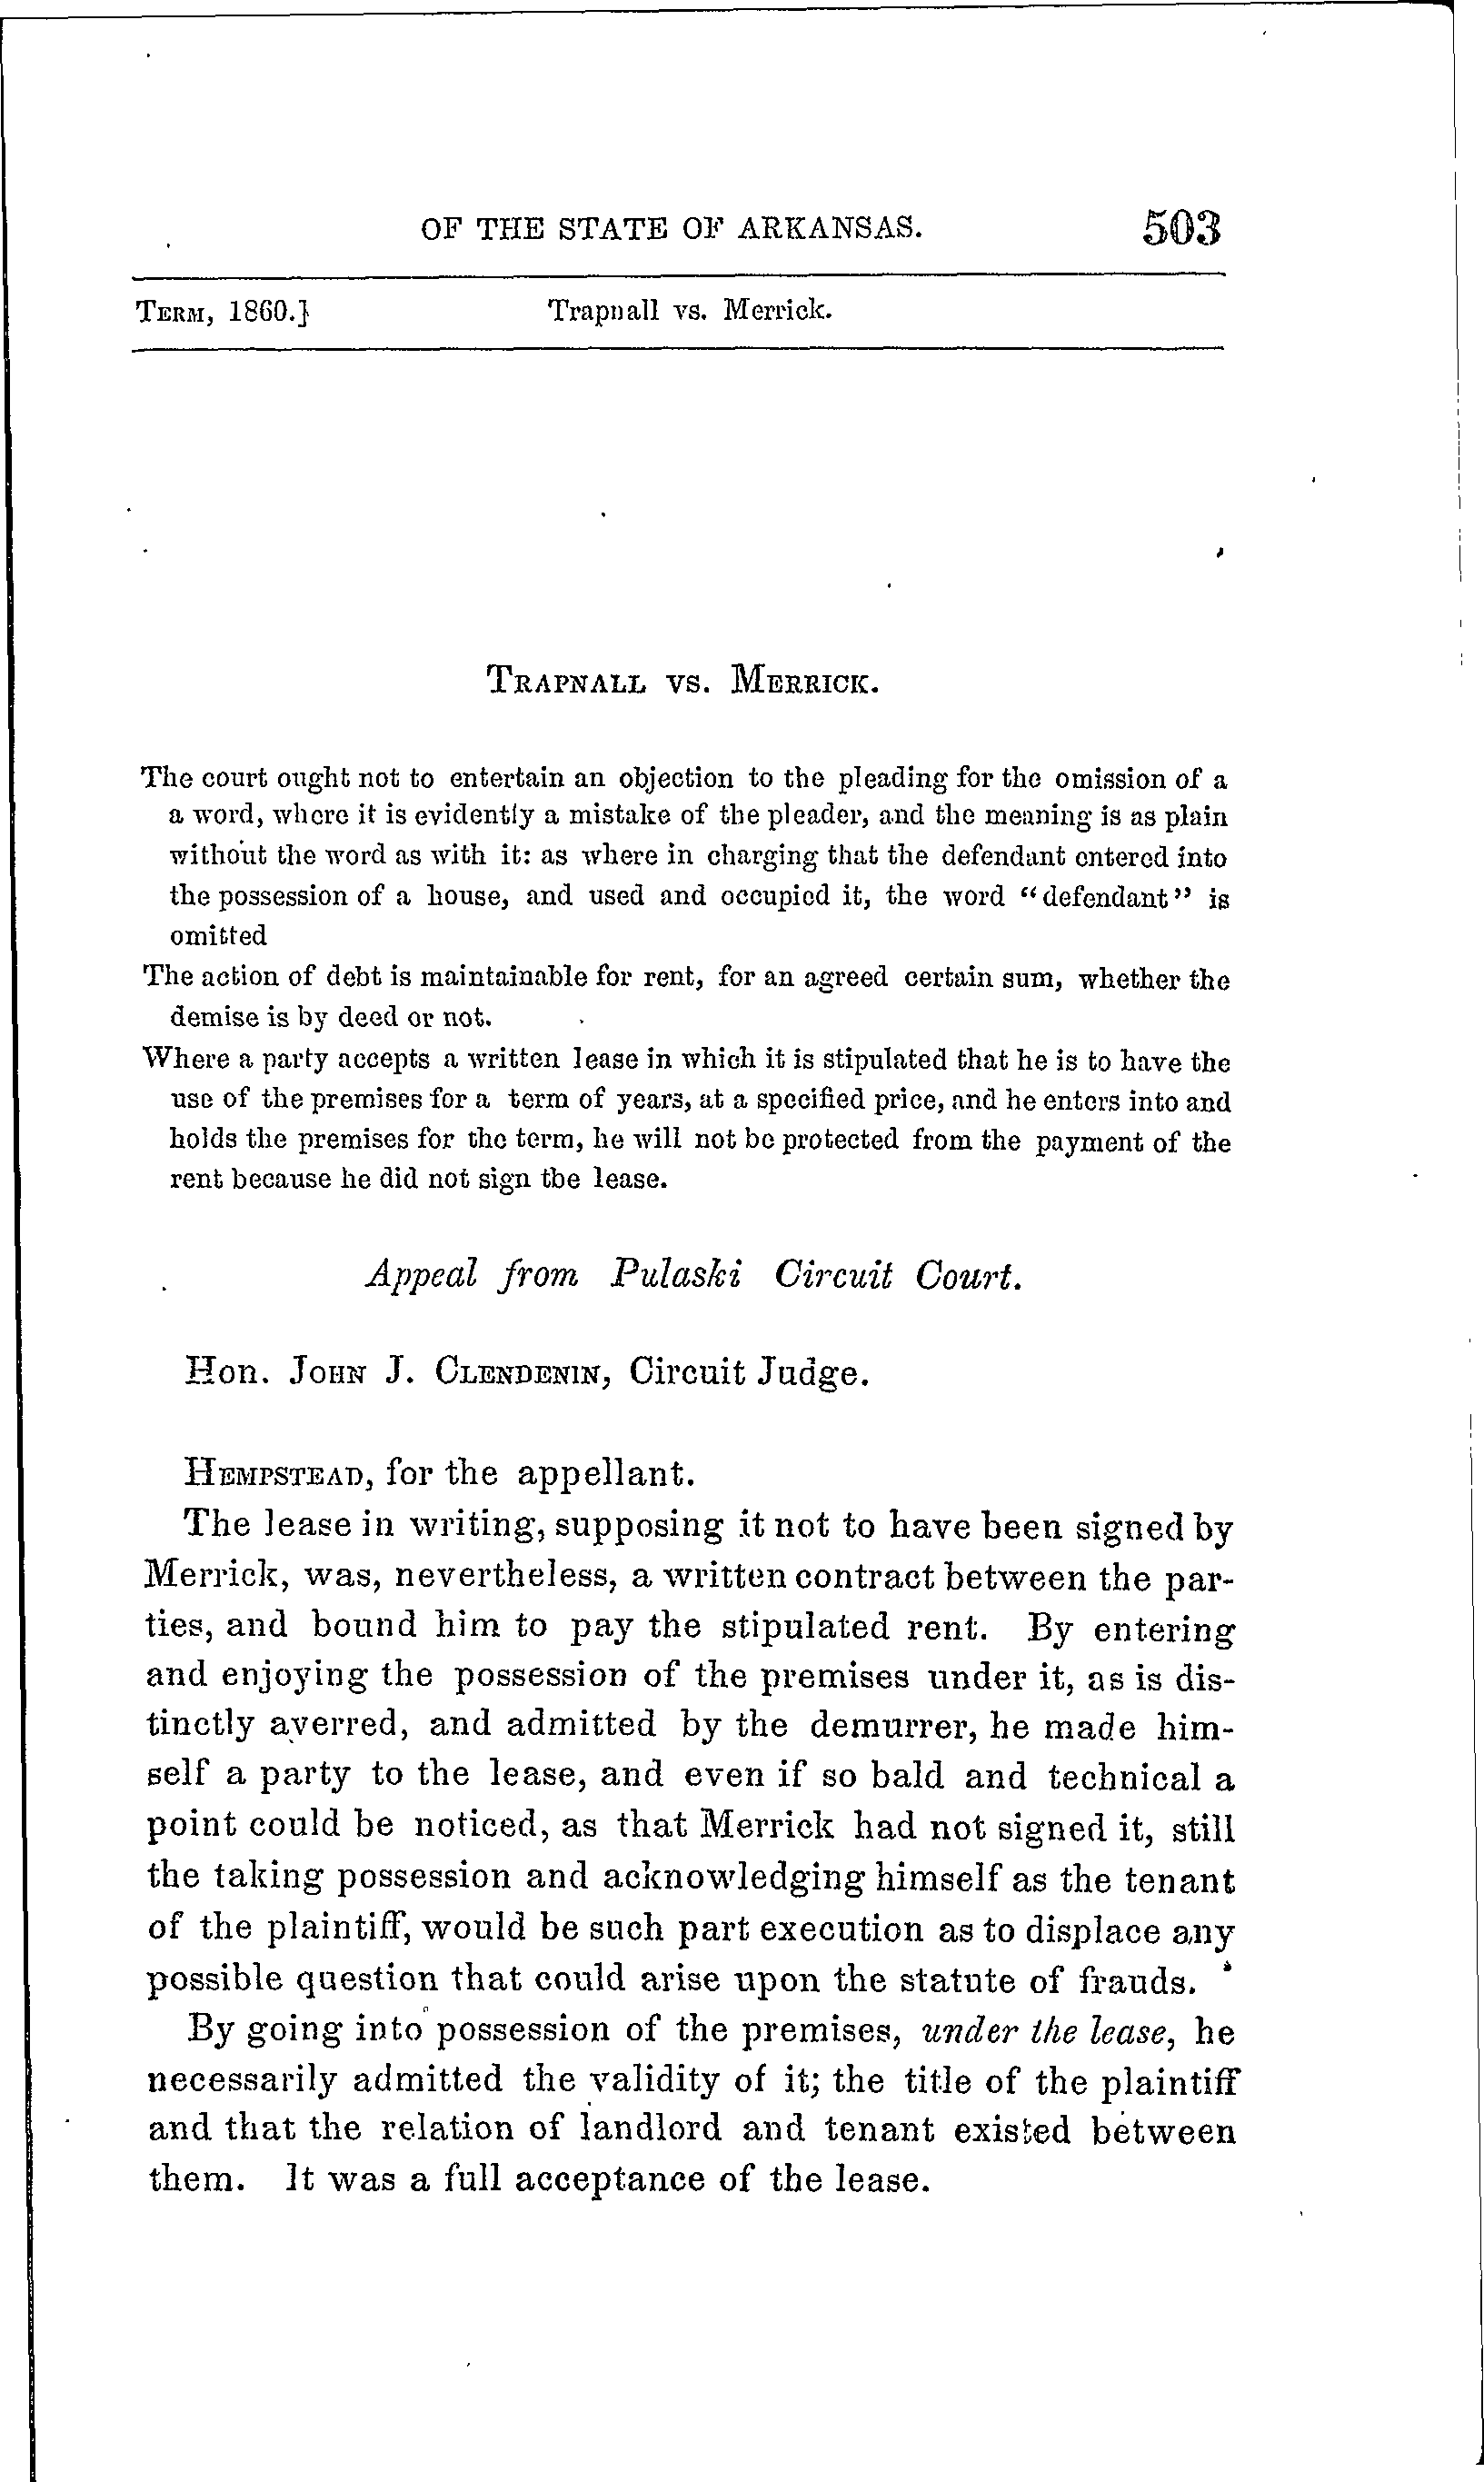 OF THE STATE OF ARKANSAS. 503
TERM, 1860.} Trapnall vs. Merrick.
TRAPNALL VS. MERRICK.
The court ought not to entertain an objection to the pleading for the omission of a
a word, where it is evidently a mistake of the pleader, and the meaning is as plain
without the word as with it: as where in charging that the defendant entered into
the possession of a house, and used and occupied it, the word "defendant" is
omitted
The action of debt is maintainable for rent, for an agreed certain sum, whether the
demise is by deed or not.
Where a party accepts a written lease in which it is stipulated that he is to have the
use of the premises for a term of years, at a specified price, and he enters into and
holds the premises for the term, he will not be protected from the payment of the
rent because he did not sign the lease.
Appeal from Pulaski Circuit Court.
Hon. JOHN J. CLENDENIN, Circuit Judge.
HEMPSTEAD, for the appellant.
The lease in writing, supposing it not to have been signed by
Merrick, was, nevertheless, a written contract between the par-
ties, and bound him to pay the stipulated rent. By entering
and enjoying the possession of the premises under it, as is dis-
tinctly averred, and admitted by the demurrer, he made him-
self a party to the lease, and even if so bald and technical a
point could be noticed, as that Merrick had not signed it, still
the taking possession and acknowledging himself as the tenant
of the plaintiff, would be such part execution as to displace any
possible question that could arise upon the statute of frauds.
By going into possession of the premises, under the lease, he
necessarily admitted the validity of it; the title of the plaintiff
and that the relation of landlord and tenant existed between
them. It was a full acceptance of the lease.